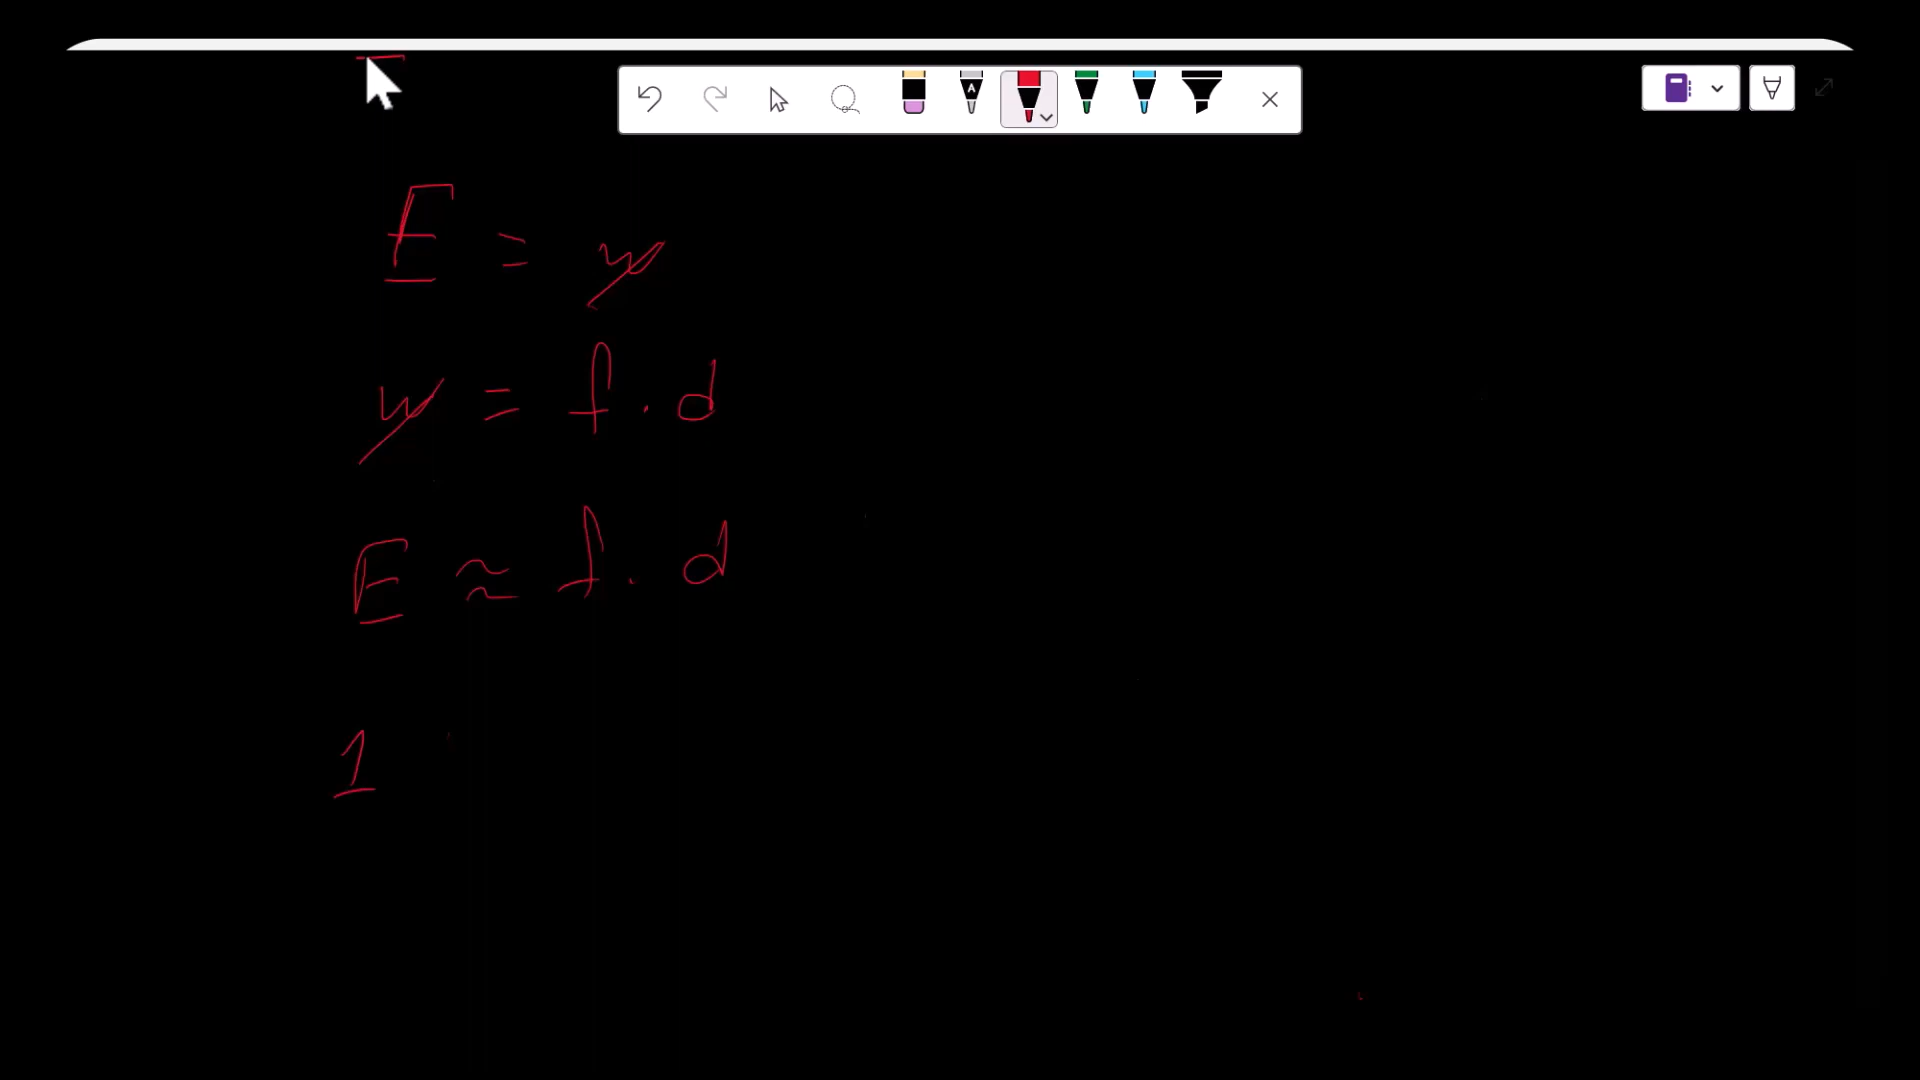 E = w
w = f . d
E ≈ f . d
1